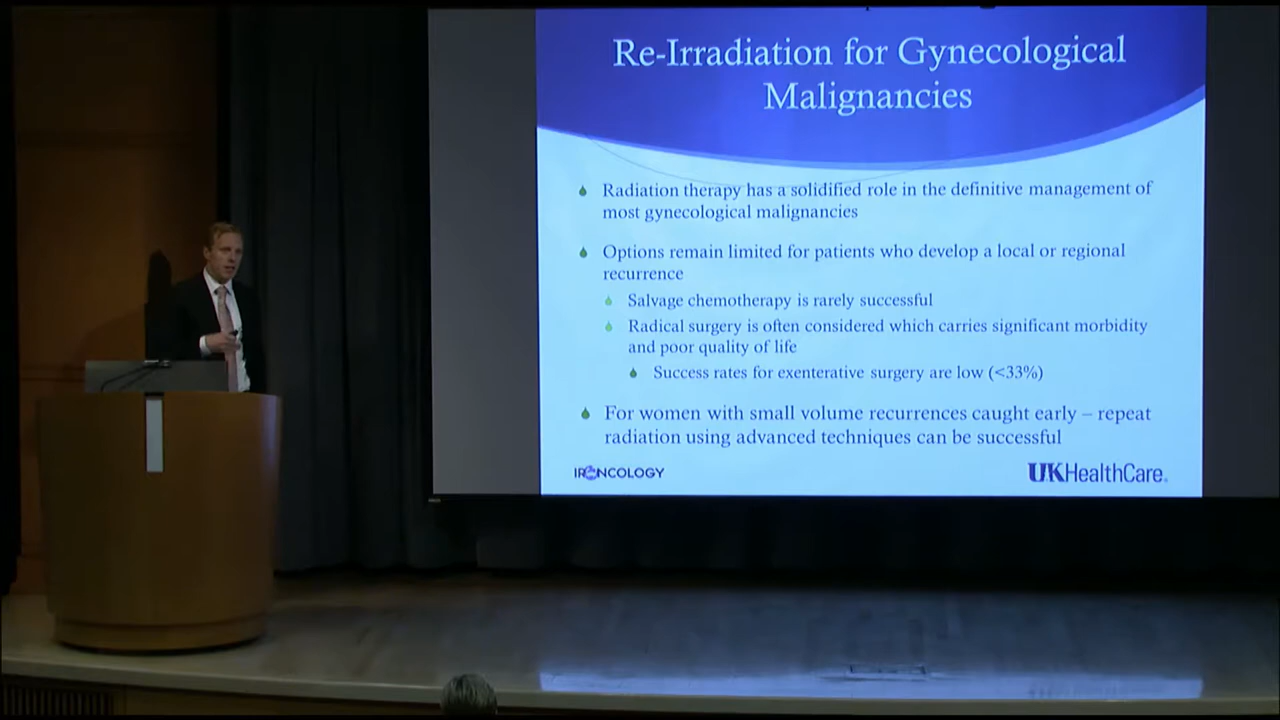 Re-Irradiation for Gynecological
Malignancies
Radiation therapy has a solidified role in the definitive management of
most gynecological malignancies
Options remain limited for patients who develop a local or regional
recurrence
Salvage chemotherapy is rarely successful
Radical surgery is often considered which carries significant morbidity
and poor quality of life
Success rates for exenterative surgery are low (<33%)
For women with small volume recurrences caught early – repeat
radiation using advanced techniques can be successful
IRONCOLOGY
UKHealthCare.